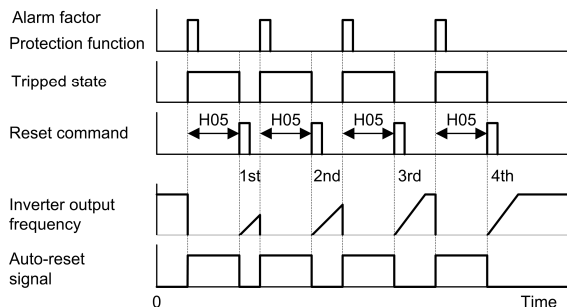 Alarm factor
Protection function
Tripped state
H05 H05 H05 H05
Reset command
1st 2nd 3rd 4th
Inverter output
frequency
Auto-reset
signal
0 Time